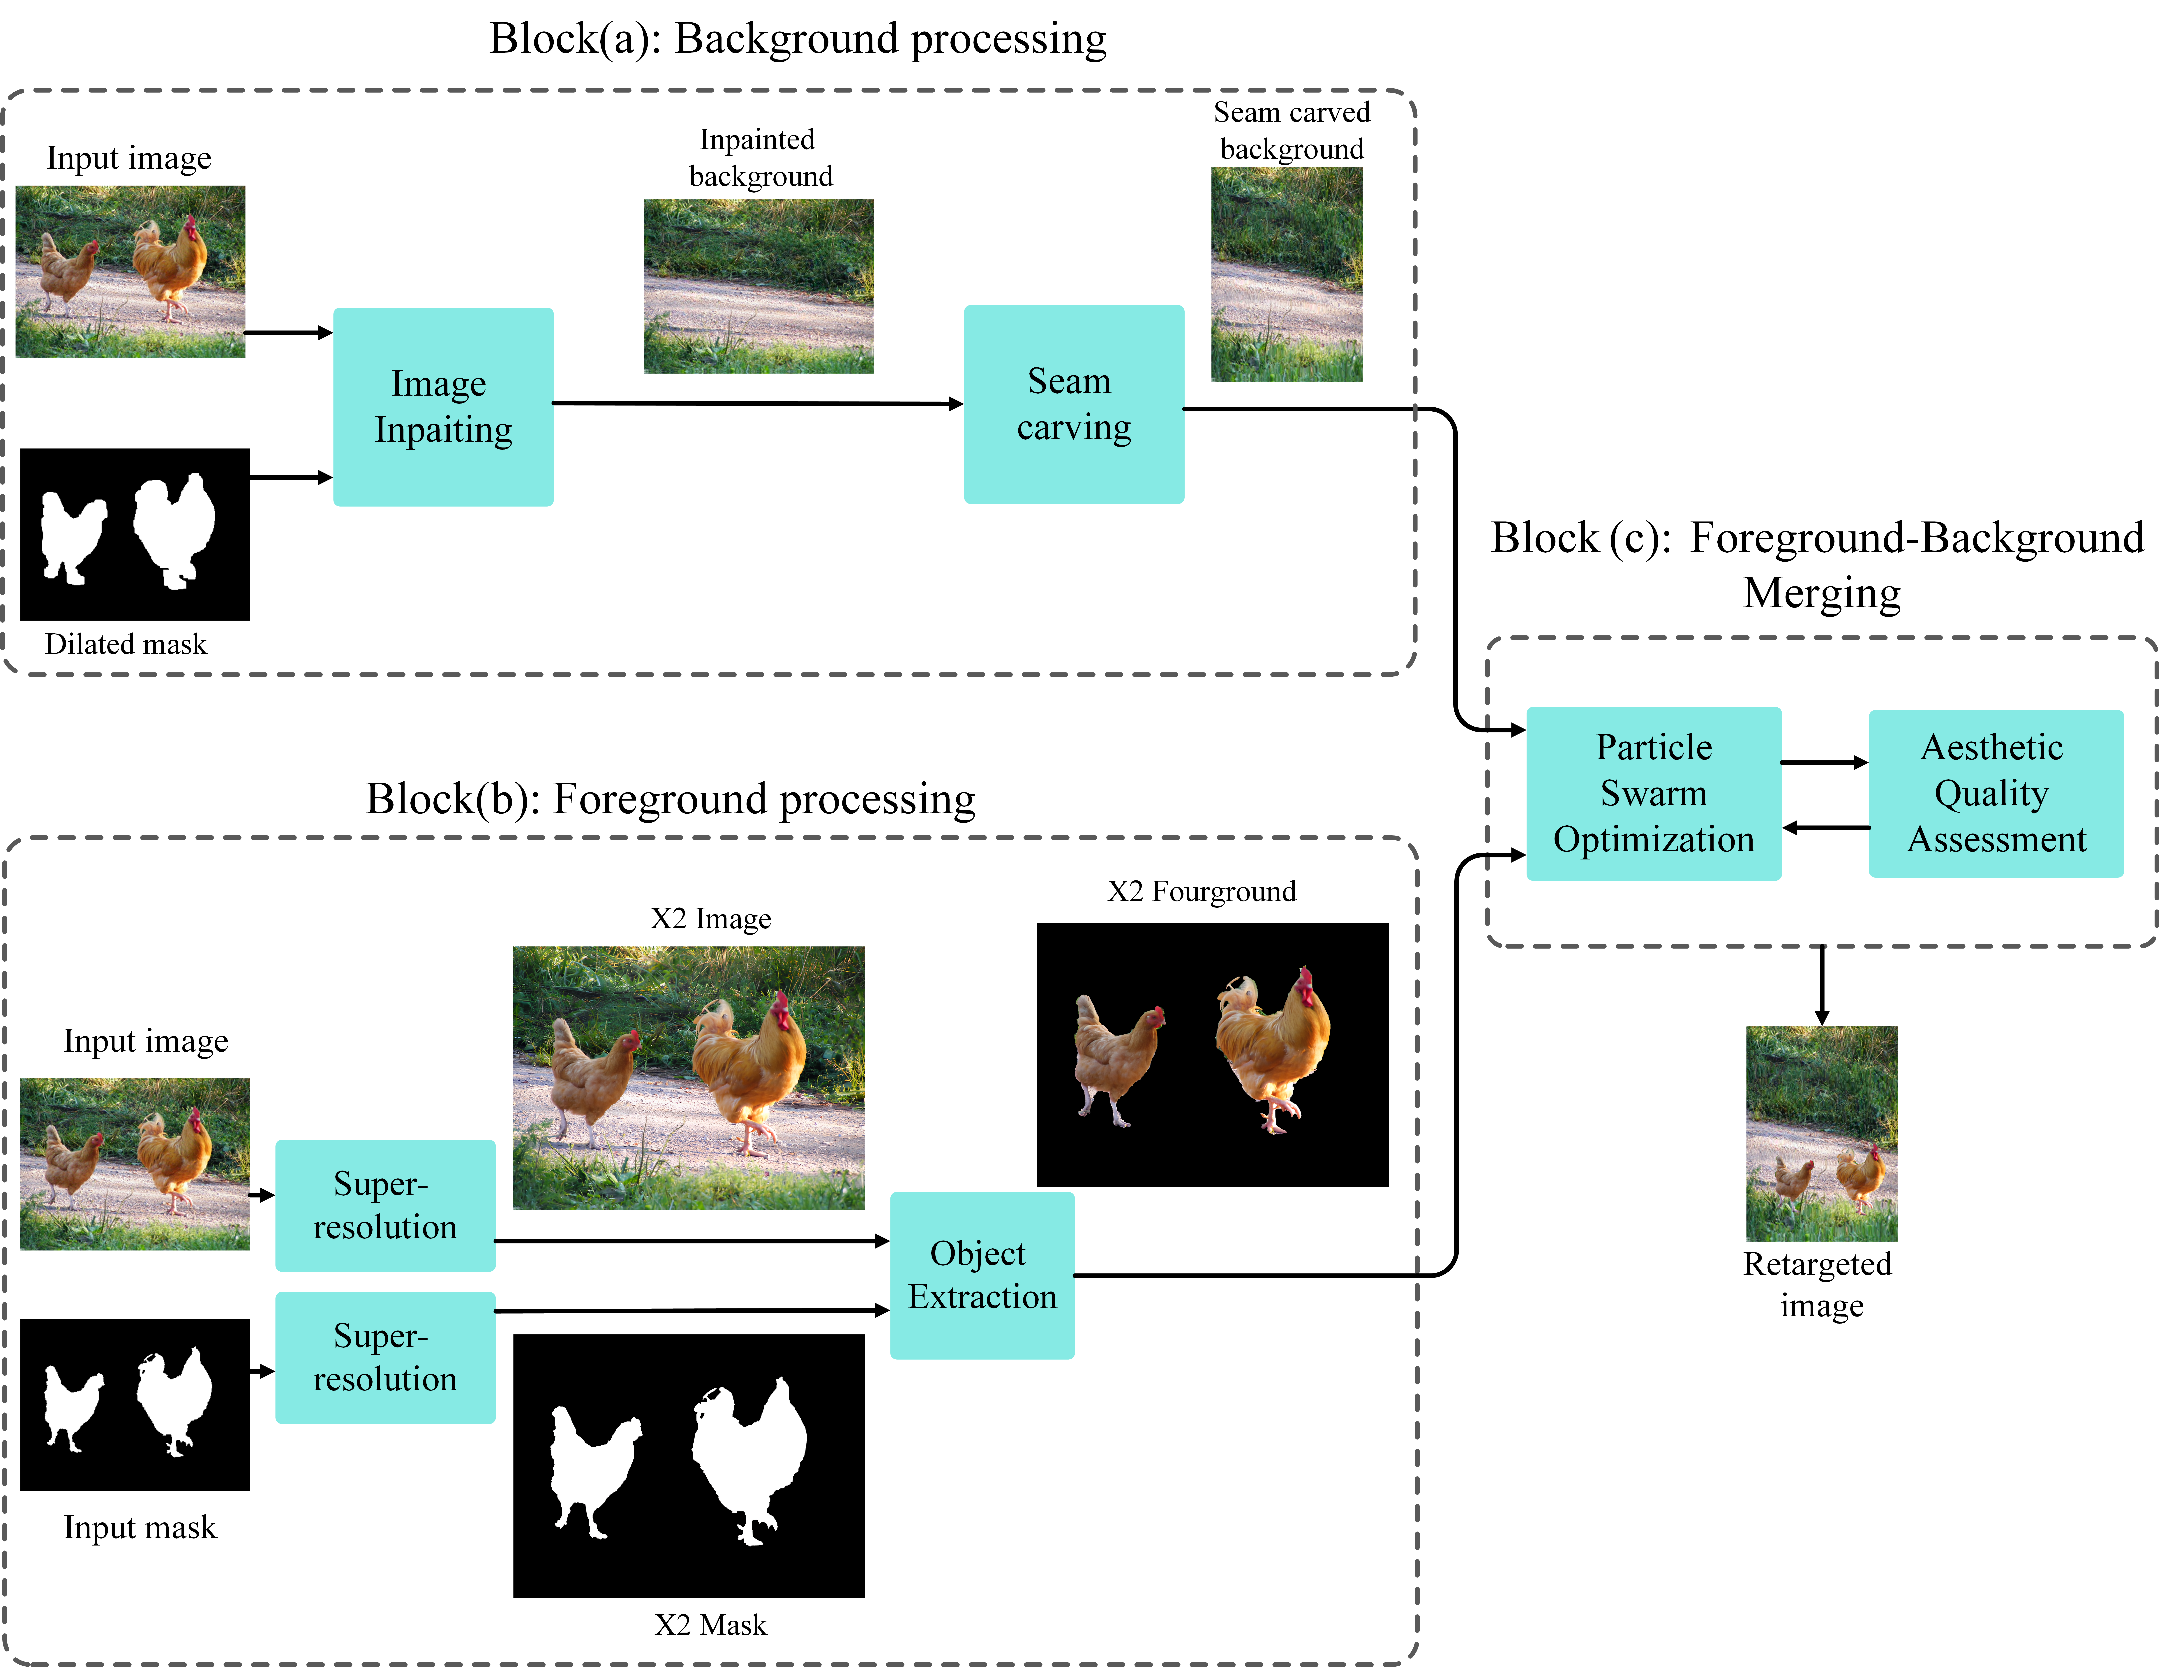 Block(a): Background processing
Input image
Inpainted
background
Seam carved
background
Image
Inpaiting
Seam
carving
Dilated mask
Block (c): Foreground-Background
Merging
Particle
Swarm
Optimization
Aesthetic
Quality
Assessment
Block(b): Foreground processing
X2 Image
X2 Fourground
Input image
Super-
resolution
Object
Extraction
Super-
resolution
Input mask
X2 Mask
Retargeted
image